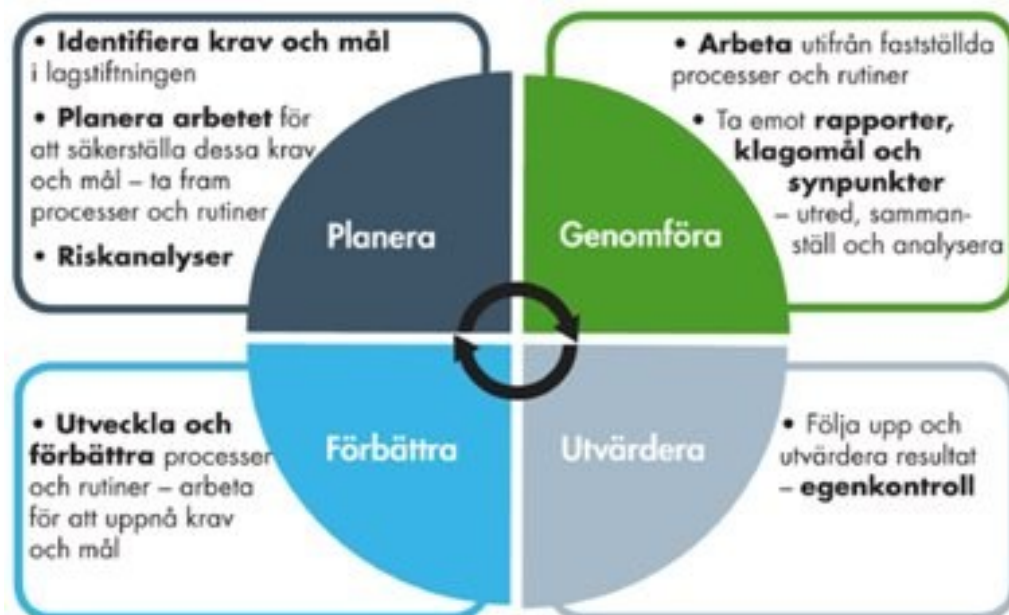 • Identifiera krav och mål
i lagstiftningen
• Planera arbetet för
att säkerställa dessa krav
och mål – ta fram
processer och rutiner
• Riskanalyser
Planera
• Arbeta utifrån fastställda
processer och rutiner
• Ta emot rapporter,
klagomål och
synpunkter
– utred, samman-
ställ och analysera
Genomföra
• Utveckla och
förbättra processer
och rutiner – arbeta
för att uppnå krav
och mål
Förbättra
Utvärdera
• Följa upp och
utvärdera resultat
– egenkontroll